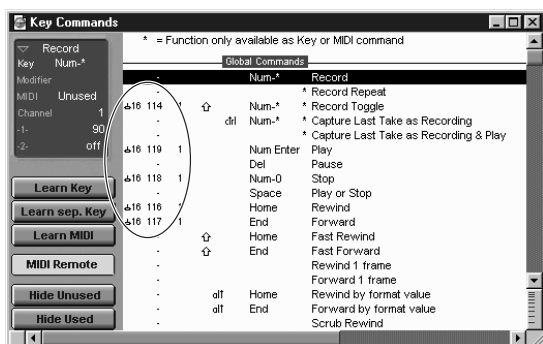 Key Commands
Record
Key Num-*
Modifier
MIDI Unused
Channel 1
-1- 90
-2- off
Learn Key
Learn sep. Key
Learn MIDI
MIDI Remote
Hide Unused
Hide Used
* = Function only available as Key or MIDI command
Global Commands
- Num-* Record
- * Record Repeat
16 114 1 ⇧ Num-* * Record Toggle
- ctrl Num-* * Capture Last Take as Recording
- * Capture Last Take as Recording & Play
16 119 1 Num Enter Play
- Del Pause
16 118 1 Num-0 Stop
- Space Play or Stop
16 116 1 Home Rewind
16 117 1 End Forward
- ⇧ Home Fast Rewind
- ⇧ End Fast Forward
- Rewind 1 frame
- Forward 1 frame
- alt Home Rewind by format value
- alt End Forward by format value
- Scrub Rewind